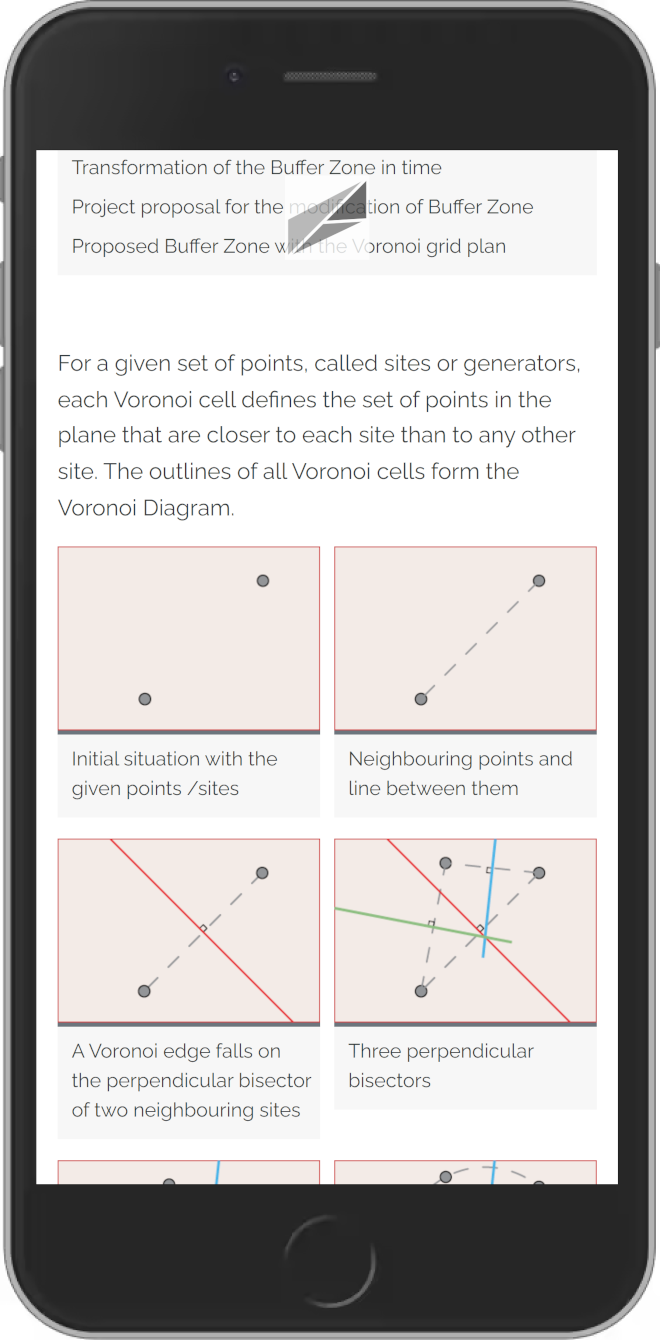 Transformation of the Buffer Zone in time
Project proposal for the modification of Buffer Zone
Proposed Buffer Zone with the Voronoi grid plan
For a given set of points, called sites or generators,
each Voronoi cell defines the set of points in the
plane that are closer to each site than to any other
site. The outlines of all Voronoi cells form the
Voronoi Diagram.
Initial situation with the
given points /sites
Neighbouring points and
line between them
A Voronoi edge falls on
the perpendicular bisector
of two neighbouring sites
Three perpendicular
bisectors